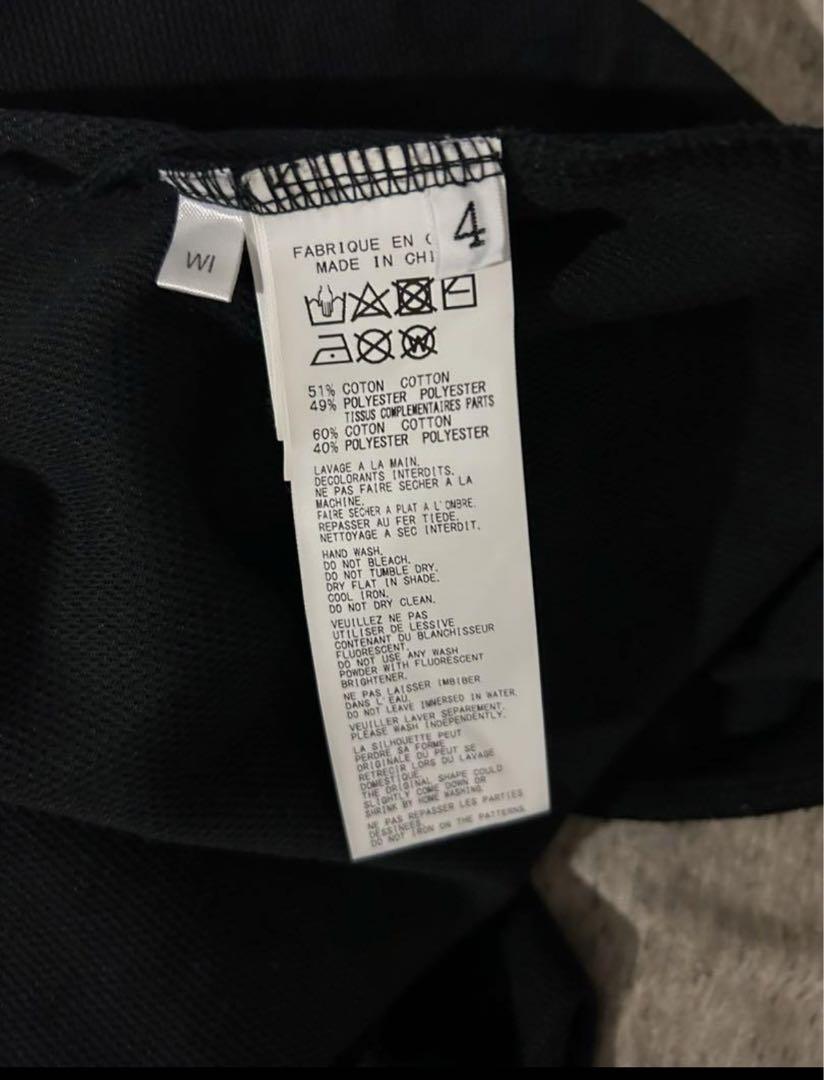 4
WI
FABRIQUE EN
MADE IN CHI
51% COTON COTTON
49% POLYESTER POLYESTER
TISSUS COMPLEMENTAIRES PARTS
60% COTON COTTON
40% POLYESTER POLYESTER
LAVAGE A LA MAIN.
DECOLORANTS INTERDITS.
NE PAS FAIRE SECHER A LA
MACHINE.
FAIRE SECHER A PLAT A L'OMBRE.
REPASSER AU FER TIEDE.
NETTOYAGE A SEC INTERDIT.
HAND WASH.
DO NOT BLEACH.
DO NOT TUMBLE DRY.
DRY FLAT IN SHADE.
COOL IRON.
DO NOT DRY CLEAN.
VEUILLEZ NE PAS
UTILISER DE LESSIVE
CONTENANT DU BLANCHISSEUR
FLUORESCENT.
DO NOT USE ANY WASH
POWDER WITH FLUORESCENT
BRIGHTENER.
NE PAS LAISSER IMBIBER
DANS L'EAU.
DO NOT LEAVE IMMERSED IN WATER.
VEUILLER LAVER SEPAREMENT.
PLEASE WASH INDEPENDENTLY.
LA SILHOUETTE PEUT
PERDRE SA FORME
ORIGINALE OU PEUT SE
RETRECIR LORS DU LAVAGE
DOMESTIQUE.
THE ORIGINAL SHAPE COULD
SLIGHTLY COME DOWN OR
SHRINK BY HOME WASHING.
NE PAS REPASSER LES PARTIES
DESSINEES.
DO NOT IRON ON THE PATTERNS.